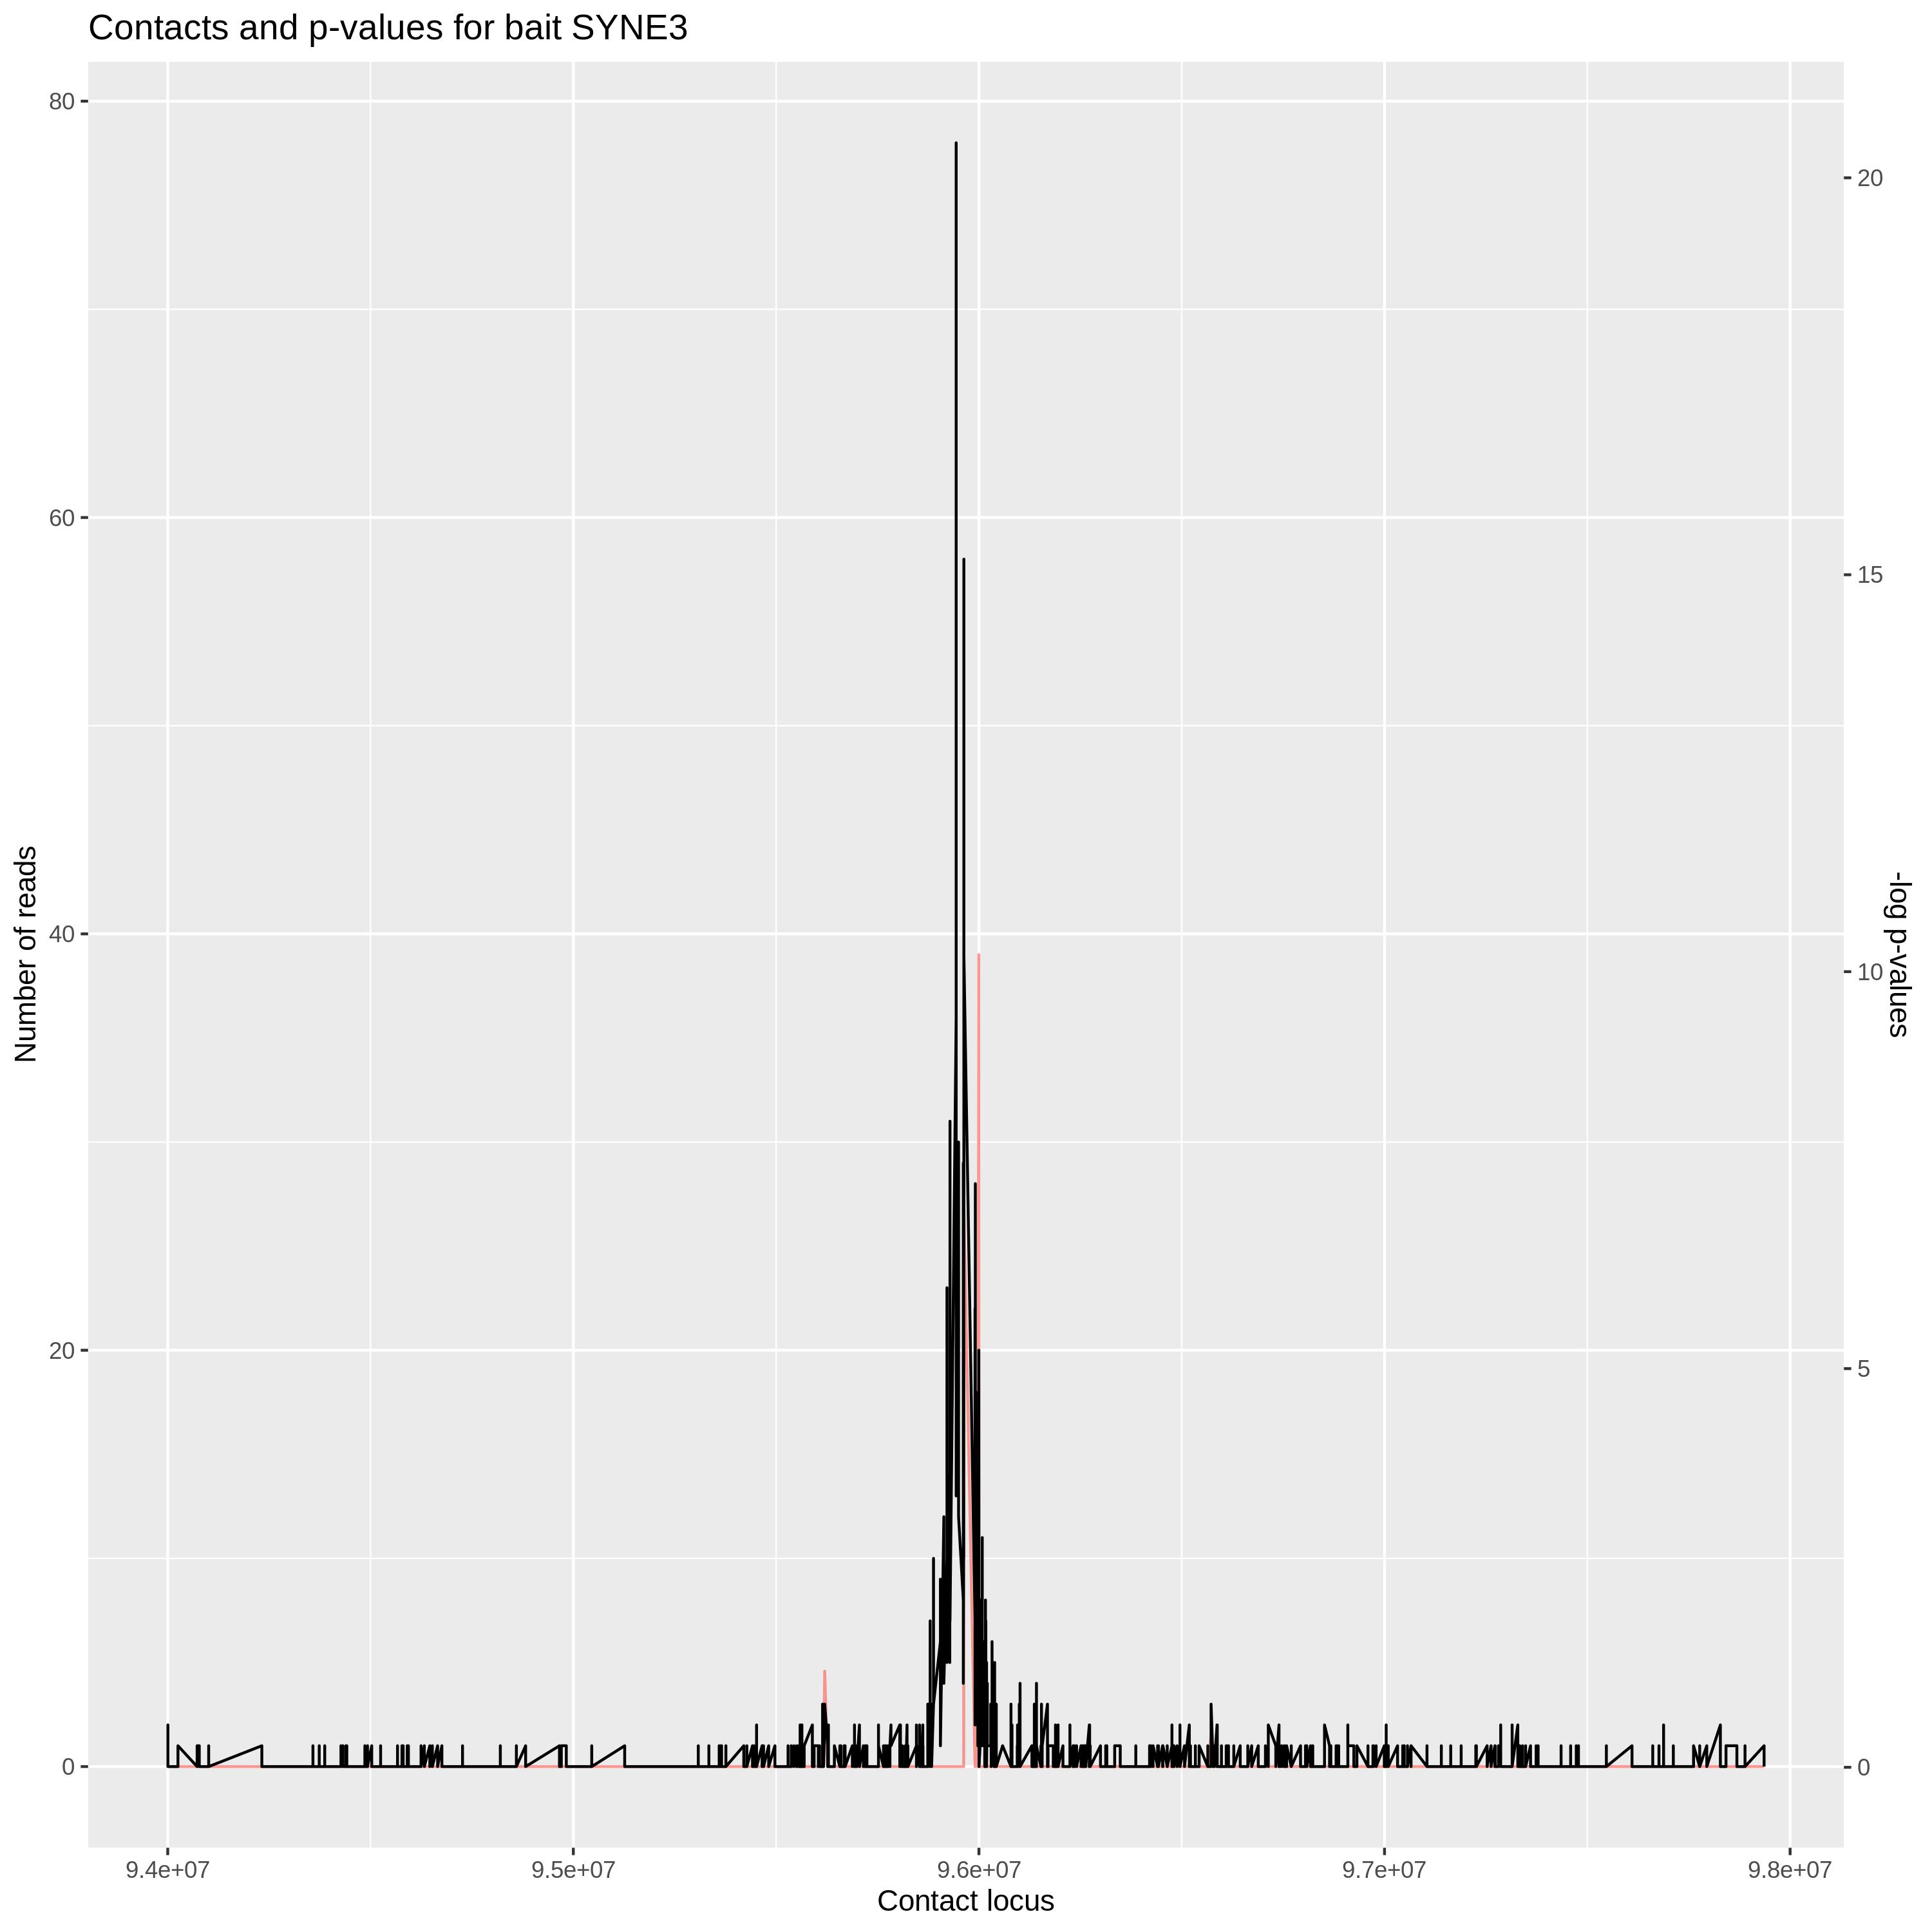 Contacts and p-values for bait SYNE3
80
60
40
20
0
Number of reads
20
15
10
5
0
-log p-values
9.4e+07 9.5e+07 9.6e+07 9.7e+07 9.8e+07
Contact locus